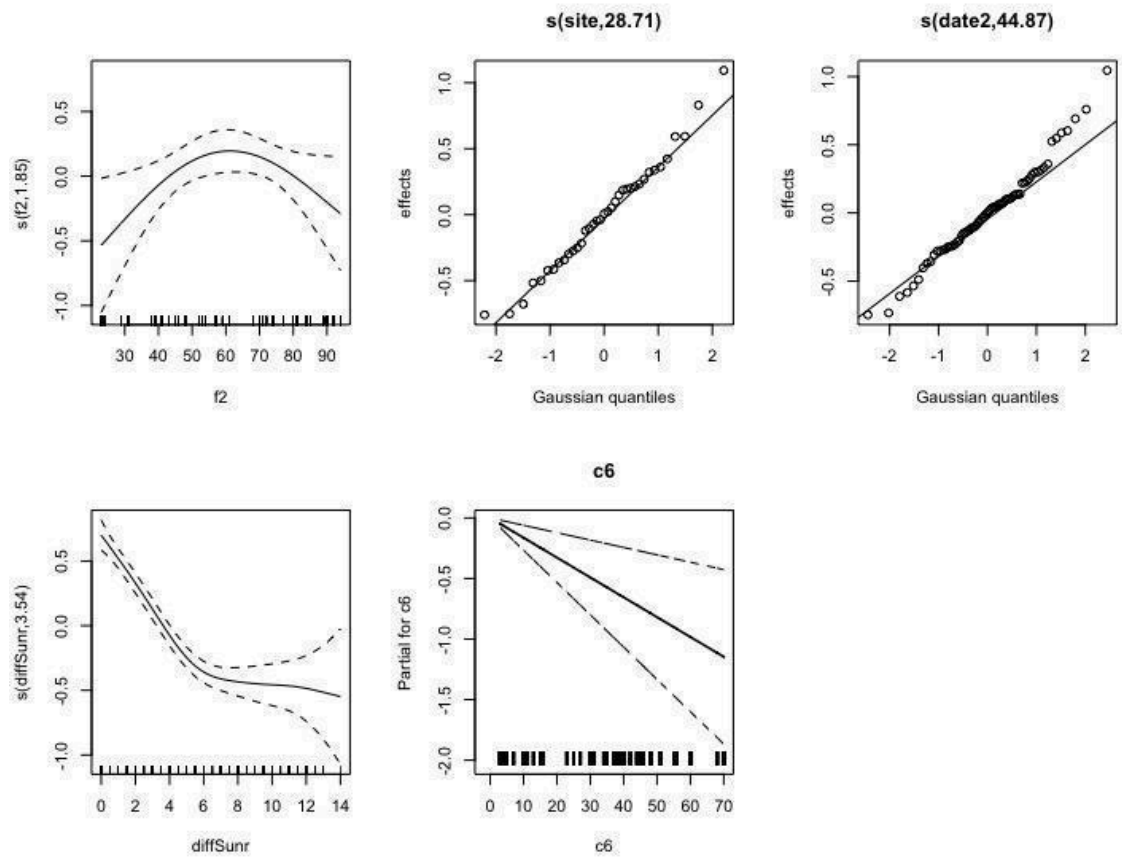 s(site,28.71)
s(date2,44.87)
s(f2,1.85)
0.5
0.0
-0.5
-1.0
30 40 50 60 70 80 90
f2
effects
1.0
0.5
0.0
-0.5
-2 -1 0 1 2
Gaussian quantiles
effects
1.0
0.5
0.0
-0.5
-2 -1 0 1 2
Gaussian quantiles
s(diffSunr,3.54)
0.5
0.0
-0.5
-1.0
0 2 4 6 8 10 12 14
diffSunr
c6
Partial for c6
0.0
-0.5
-1.0
-1.5
-2.0
0 10 20 30 40 50 60 70
c6